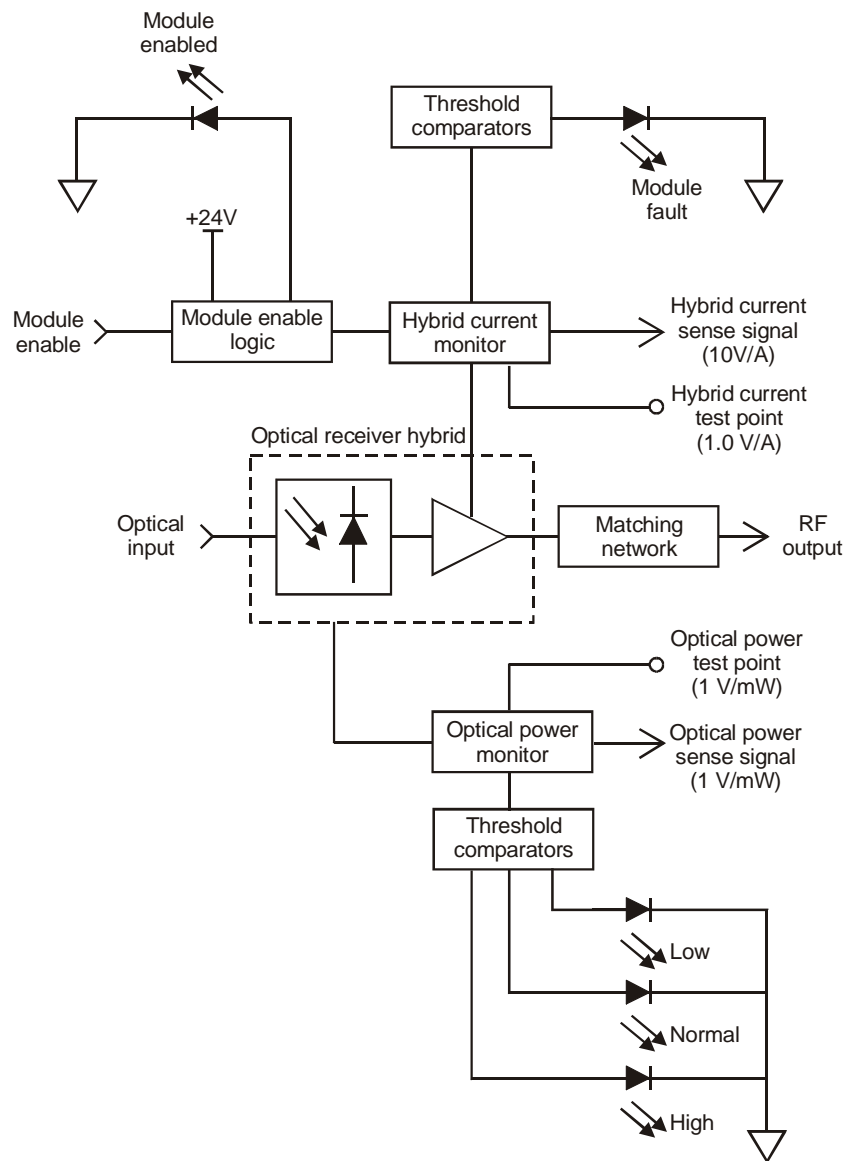 Module
enabled
Threshold
comparators
Module
fault
+24V
Module
enable
Module enable
logic
Hybrid current
monitor
Hybrid current
sense signal
(10V/A)
Hybrid current
test point
(1.0 V/A)
Optical receiver hybrid
Optical
input
Matching
network
RF
output
Optical power
test point
(1 V/mW)
Optical power
monitor
Optical power
sense signal
(1 V/mW)
Threshold
comparators
Low
Normal
High